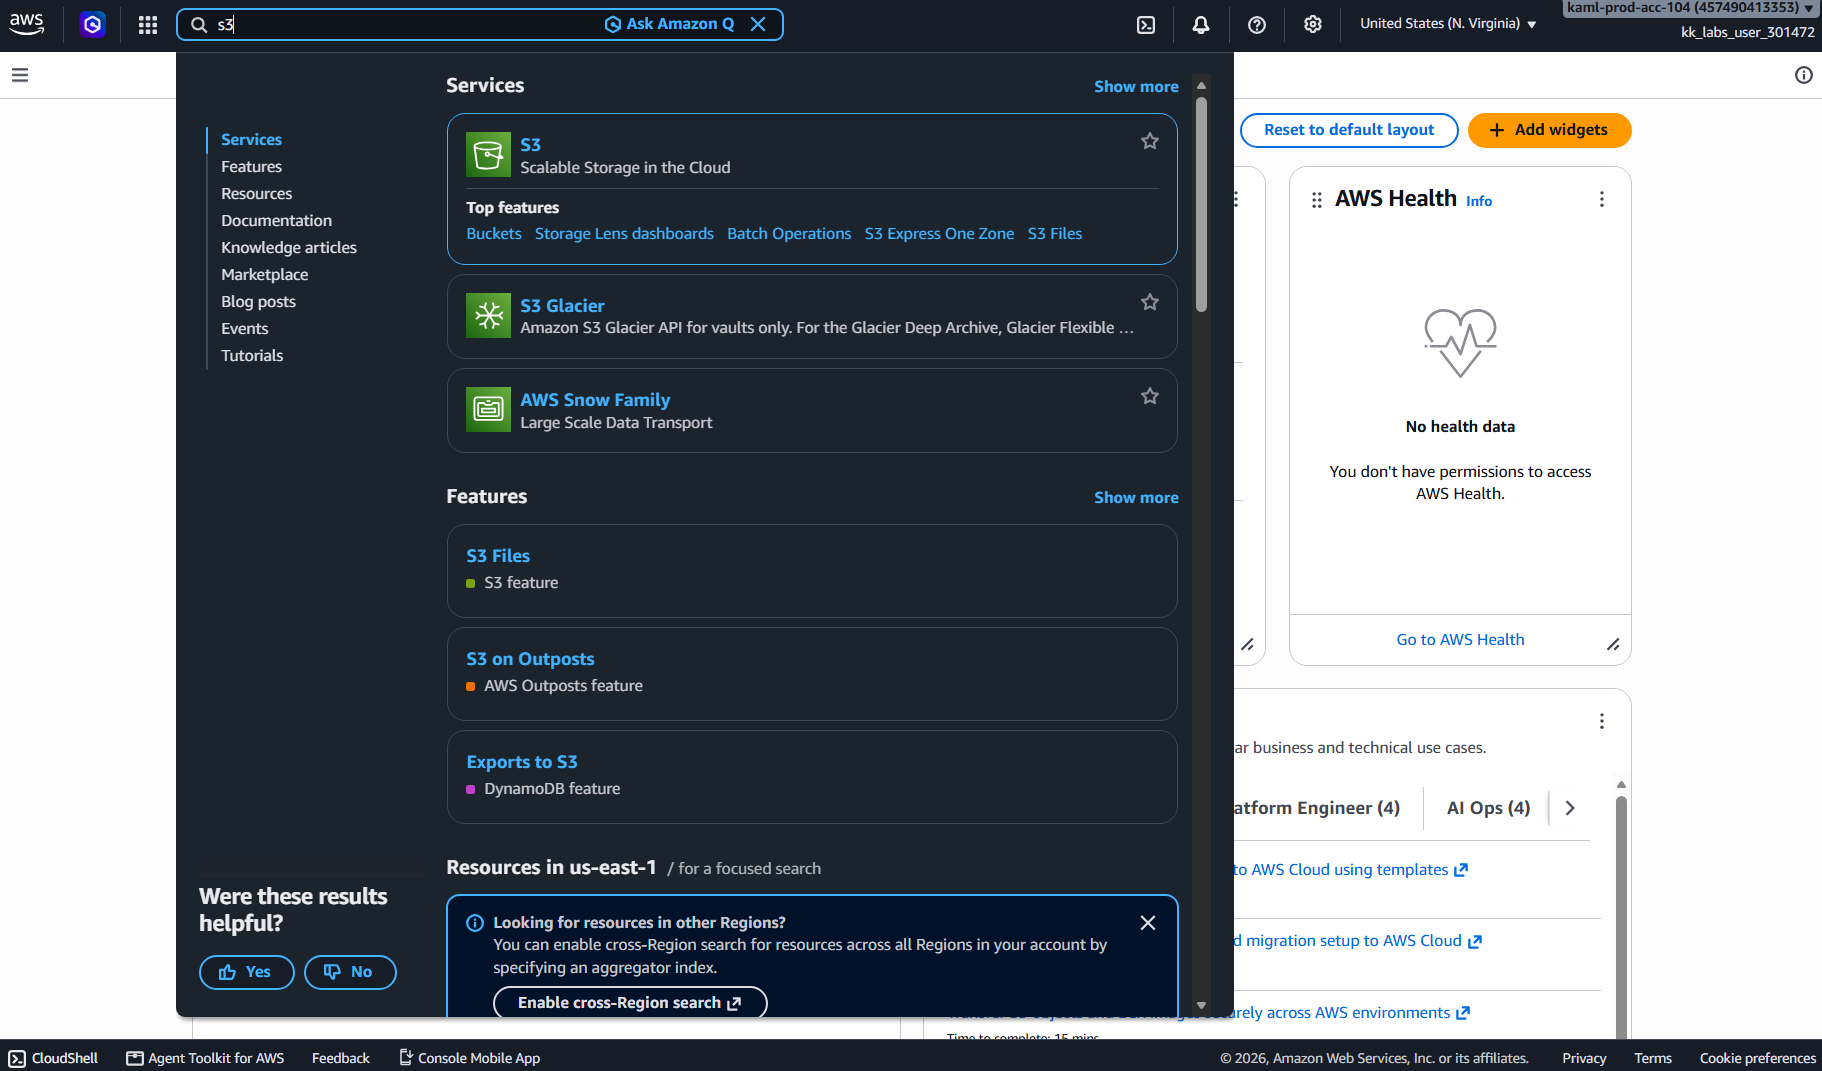 aws
s3
Ask Amazon Q
United States (N. Virginia)
kaml-prod-acc-104 (457490413353)
kk_labs_user_301472
Services
Features
Resources
Documentation
Knowledge articles
Marketplace
Blog posts
Events
Tutorials
Were these results
helpful?
Yes
No
Services
Show more
S3
Scalable Storage in the Cloud
Top features
Buckets Storage Lens dashboards Batch Operations S3 Express One Zone S3 Files
S3 Glacier
Amazon S3 Glacier API for vaults only. For the Glacier Deep Archive, Glacier Flexible ...
AWS Snow Family
Large Scale Data Transport
Features
Show more
S3 Files
S3 feature
S3 on Outposts
AWS Outposts feature
Exports to S3
DynamoDB feature
Resources in us-east-1 / for a focused search
Looking for resources in other Regions?
You can enable cross-Region search for resources across all Regions in your account by
specifying an aggregator index.
Enable cross-Region search
Reset to default layout
Add widgets
AWS Health Info
No health data
You don't have permissions to access
AWS Health.
Go to AWS Health
ar business and technical use cases.
atform Engineer (4)
AI Ops (4)
to AWS Cloud using templates
d migration setup to AWS Cloud
urely across AWS environments
CloudShell
Agent Toolkit for AWS
Feedback
Console Mobile App
© 2026, Amazon Web Services, Inc. or its affiliates.
Privacy
Terms
Cookie preferences